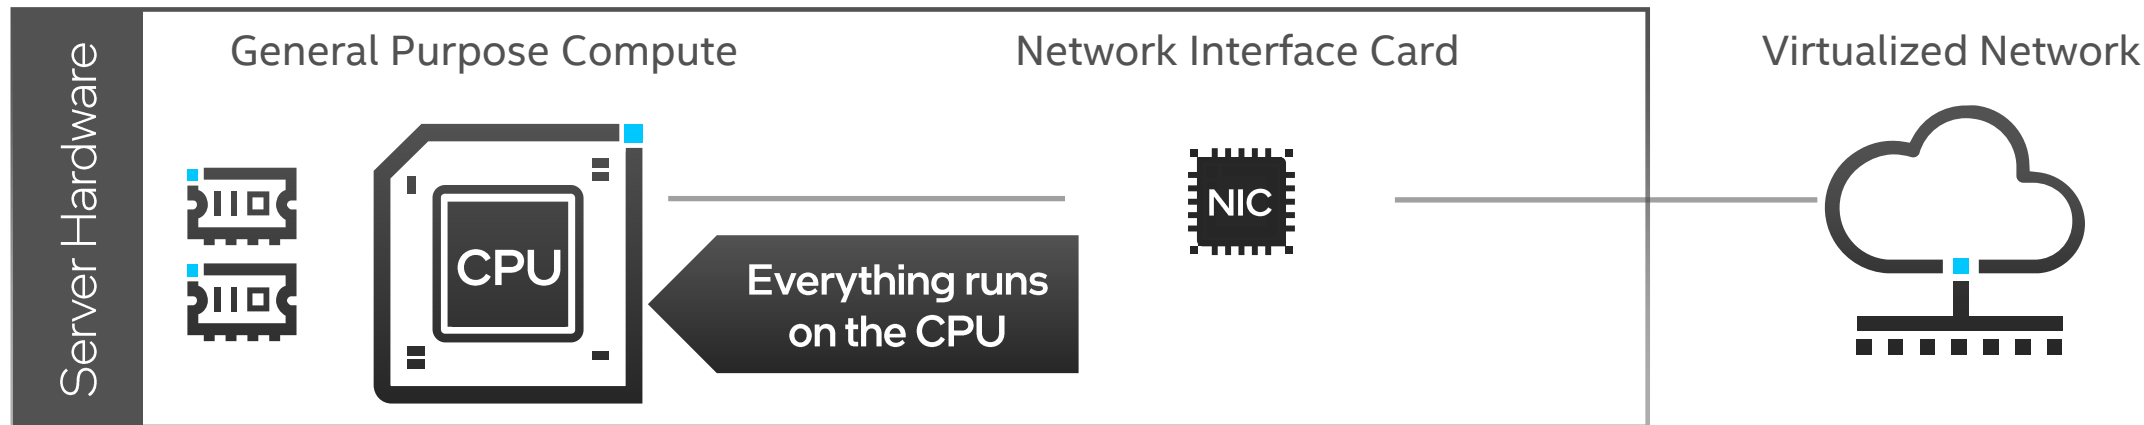 Server Hardware
General Purpose Compute
Network Interface Card
Virtualized Network
CPU
NIC
Everything runs
on the CPU